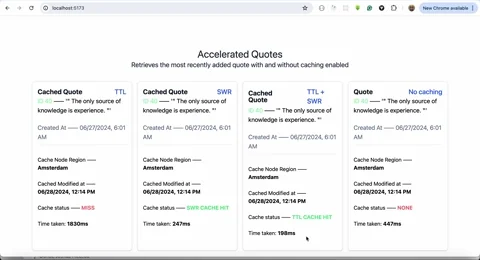 localhost:5173
New Chrome available
Accelerated Quotes
Retrieves the most recently added quote with and without caching enabled
Cached Quote TTL
—— "" The only source of
knowledge is experience. ""
Created At —— 06/27/2024, 6:01
AM
Cache Node Region ——
Amsterdam
Cached Modified at ——
06/28/2024, 12:14 PM
Cache status —— MISS
Time taken: 1830ms
Cached Quote SWR
—— "" The only source of
knowledge is experience. ""
Created At —— 06/27/2024, 6:01
AM
Cache Node Region ——
Amsterdam
Cached Modified at ——
06/28/2024, 12:14 PM
Cache status —— SWR CACHE HIT
Time taken: 247ms
Cached
Quote
TTL +
SWR
—— "" The only source of
knowledge is experience. ""
Created At —— 06/27/2024, 6:01
AM
Cache Node Region ——
Amsterdam
Cached Modified at ——
06/28/2024, 12:14 PM
Cache status —— TTL CACHE HIT
Time taken: 198ms
Quote No caching
—— "" The only source of
knowledge is experience. ""
Created At —— 06/27/2024, 6:01
AM
Cache Node Region ——
Amsterdam
Cached Modified at ——
06/28/2024, 12:14 PM
Cache status —— NONE
Time taken: 447ms